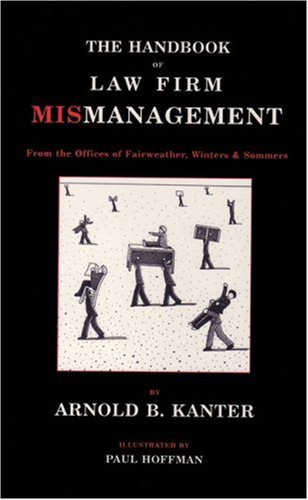 THE HANDBOOK
of
LAW FIRM
MISMANAGEMENT
From the Offices of Fairweather, Winters & Sommers
BY
ARNOLD B. KANTER
ILLUSTRATED BY
PAUL HOFFMAN